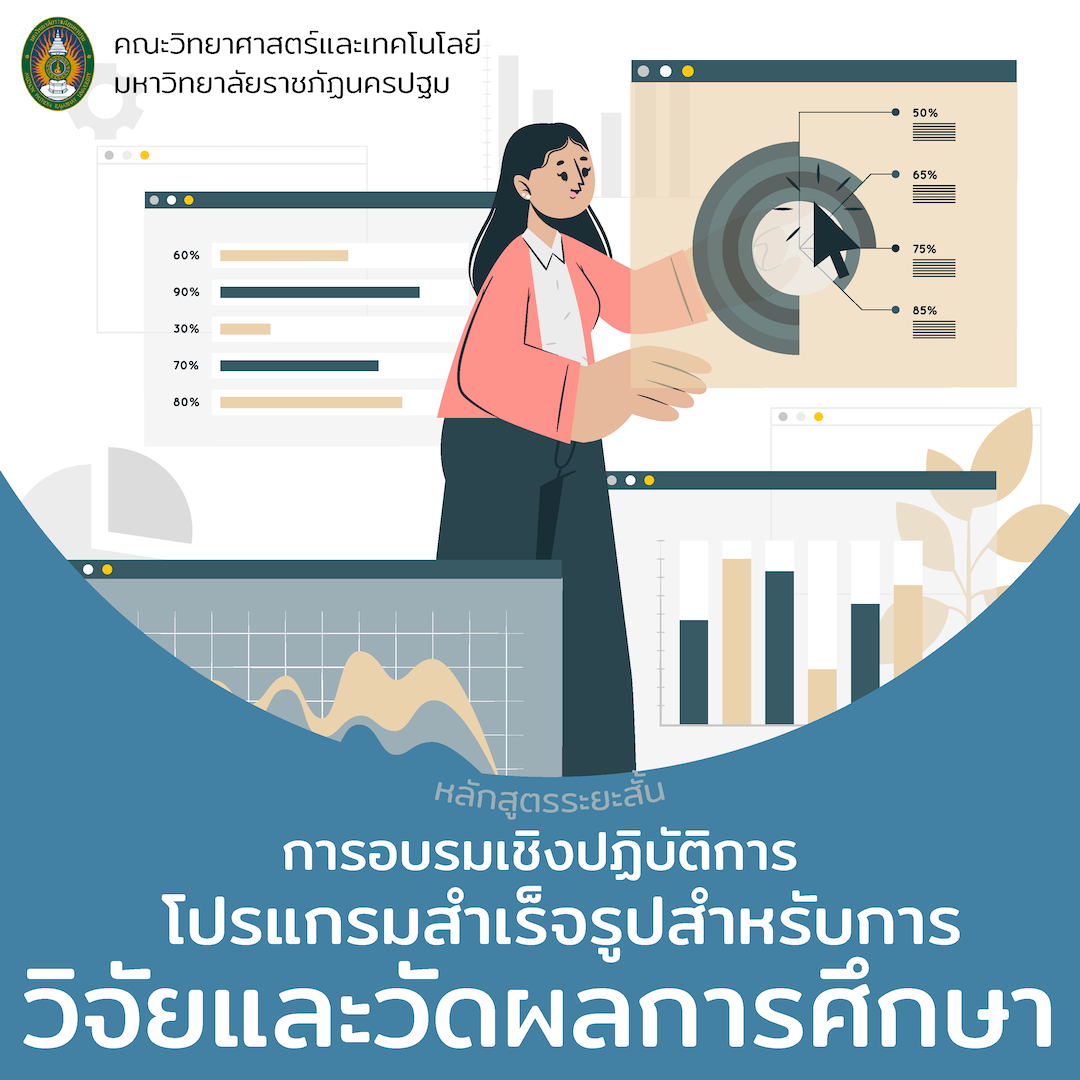 คณะวิทยาศาสตร์และเทคโนโลยี
มหาวิทยาลัยราชภัฏนครปฐม
50%
65%
75%
85%
60%
90%
30%
70%
80%
หลักสูตรระยะสั้น
การอบรมเชิงปฏิบัติการ
โปรแกรมสำเร็จรูปสำหรับการ
วิจัยและวัดผลการศึกษา